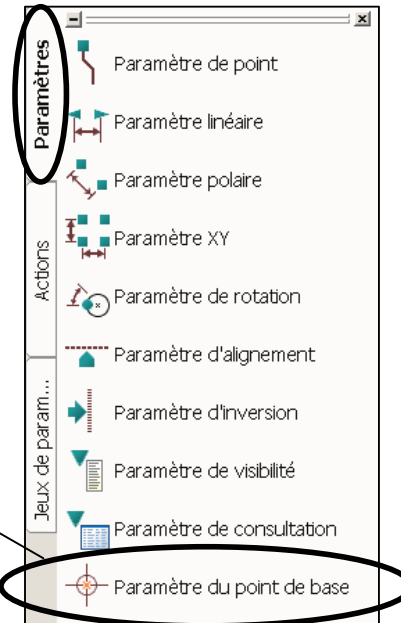 Paramètres
Actions
Jeux de param...
Paramètre de point
Paramètre linéaire
Paramètre polaire
Paramètre XY
Paramètre de rotation
Paramètre d'alignement
Paramètre d'inversion
Paramètre de visibilité
Paramètre de consultation
Paramètre du point de base